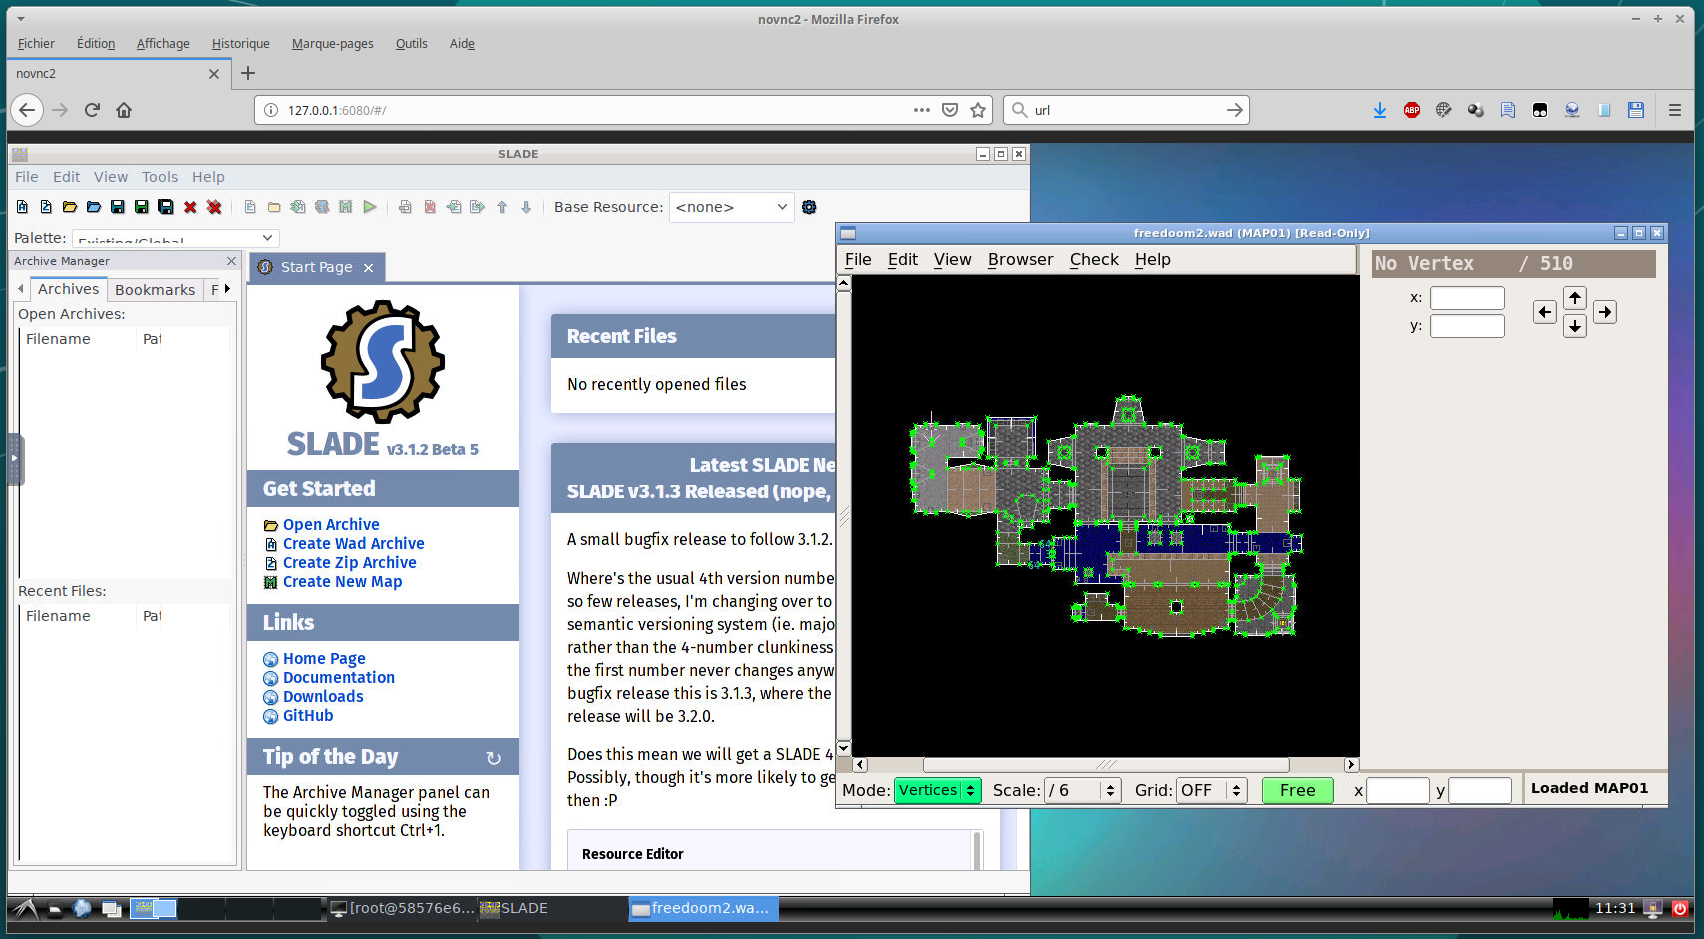 novnc2 - Mozilla Firefox
Fichier Édition Affichage Historique Marque-pages Outils Aide
novnc2
127.0.0.1:6080/#/
url
ABP
SLADE
File Edit View Tools Help
Base Resource: <none>
Palette: Existing/Global
Archive Manager
Archives Bookmarks F
Open Archives:
Filename Pat
Recent Files:
Filename Pat
Start Page
SLADE v3.1.2 Beta 5
Get Started
Open Archive
Create Wad Archive
Create Zip Archive
Create New Map
Links
Home Page
Documentation
Downloads
GitHub
Tip of the Day
The Archive Manager panel can
be quickly toggled using the
keyboard shortcut Ctrl+1.
Recent Files
No recently opened files
Latest SLADE Ne
SLADE v3.1.3 Released (nope,
A small bugfix release to follow 3.1.2.
Where's the usual 4th version numbe
so few releases, I'm changing over to
semantic versioning system (ie. majo
rather than the 4-number clunkiness
the first number never changes anyw
bugfix release this is 3.1.3, where the
release will be 3.2.0.
Does this mean we will get a SLADE 4
Possibly, though it's more likely to ge
then :P
Resource Editor
freedoom2.wad (MAP01) [Read-Only]
File Edit View Browser Check Help
No Vertex / 510
x:
y:
Mode: Vertices Scale: / 6 Grid: OFF Free x y Loaded MAP01
[root@58576e6... SLADE freedoom2.wa... 11:31